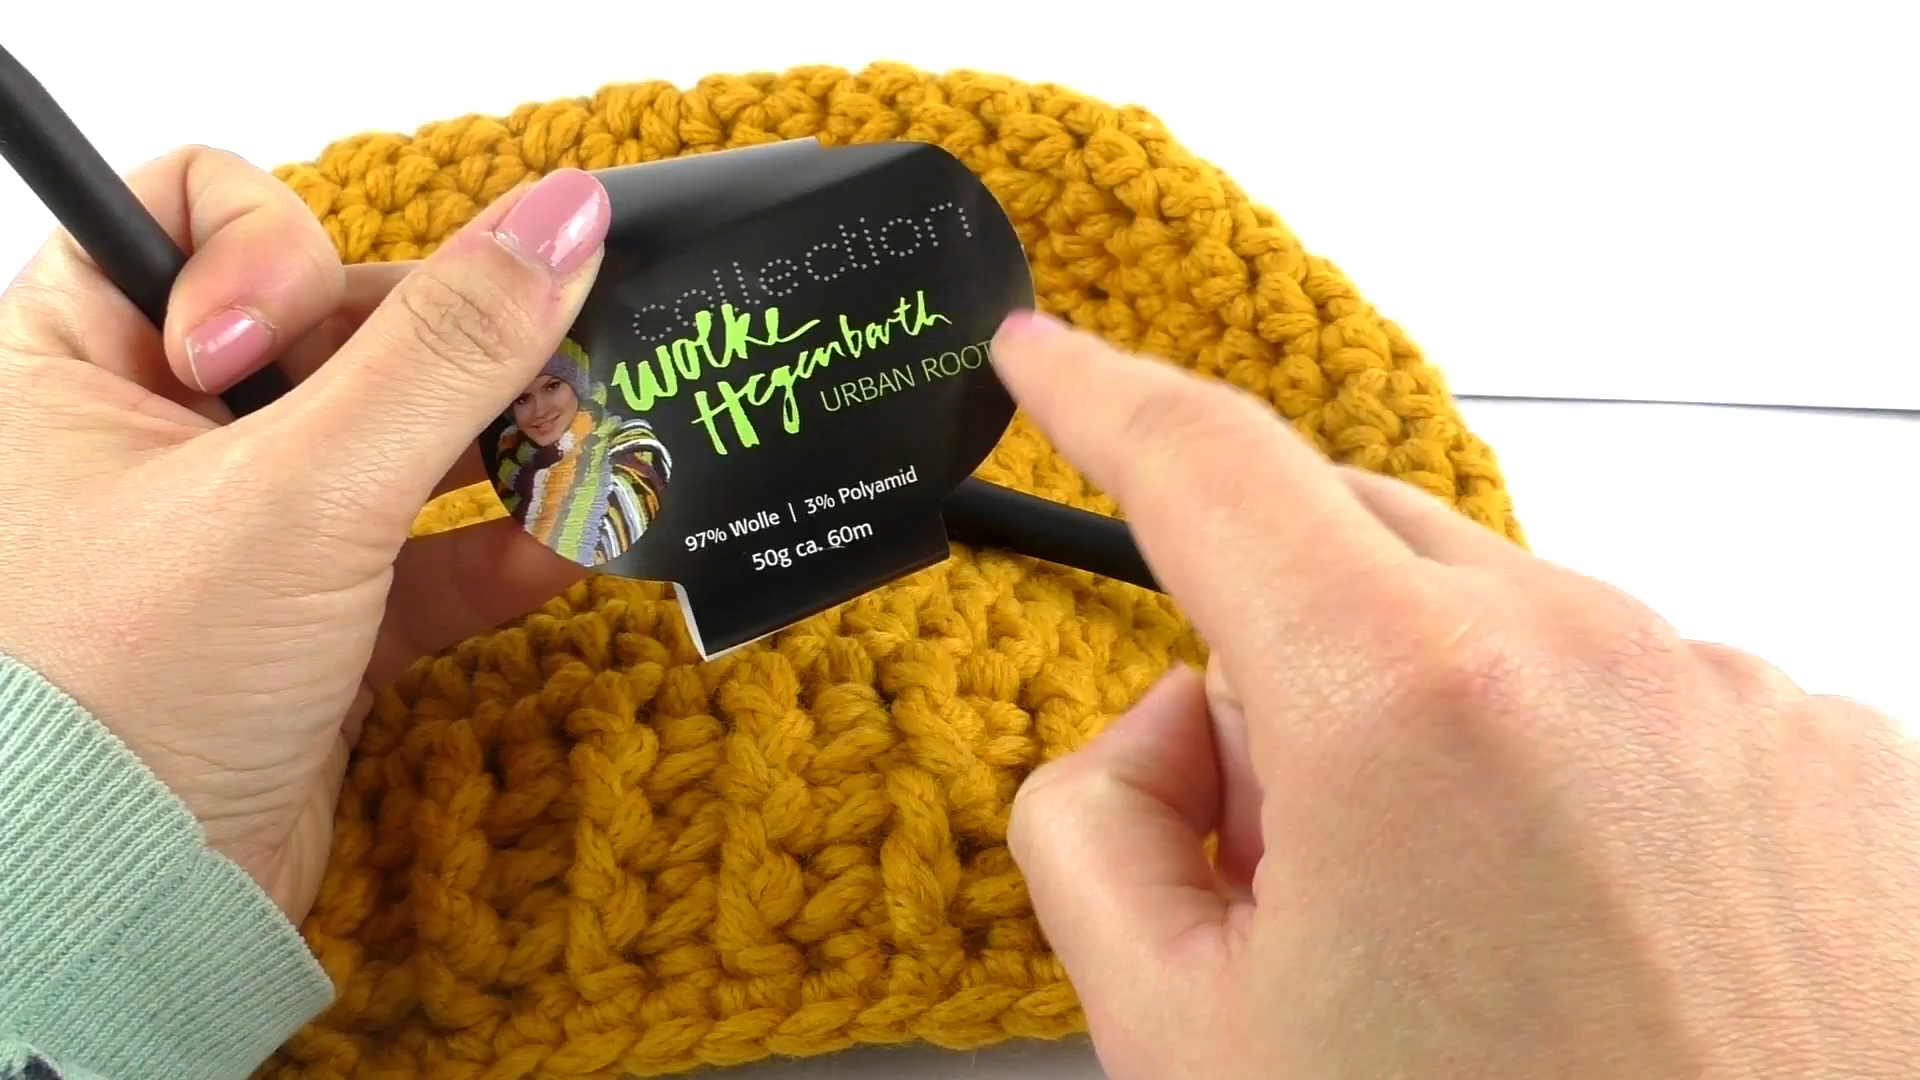 collection
Wolke
Hegenbarth
URBAN ROOT
97% Wolle | 3% Polyamid
50g ca. 60m